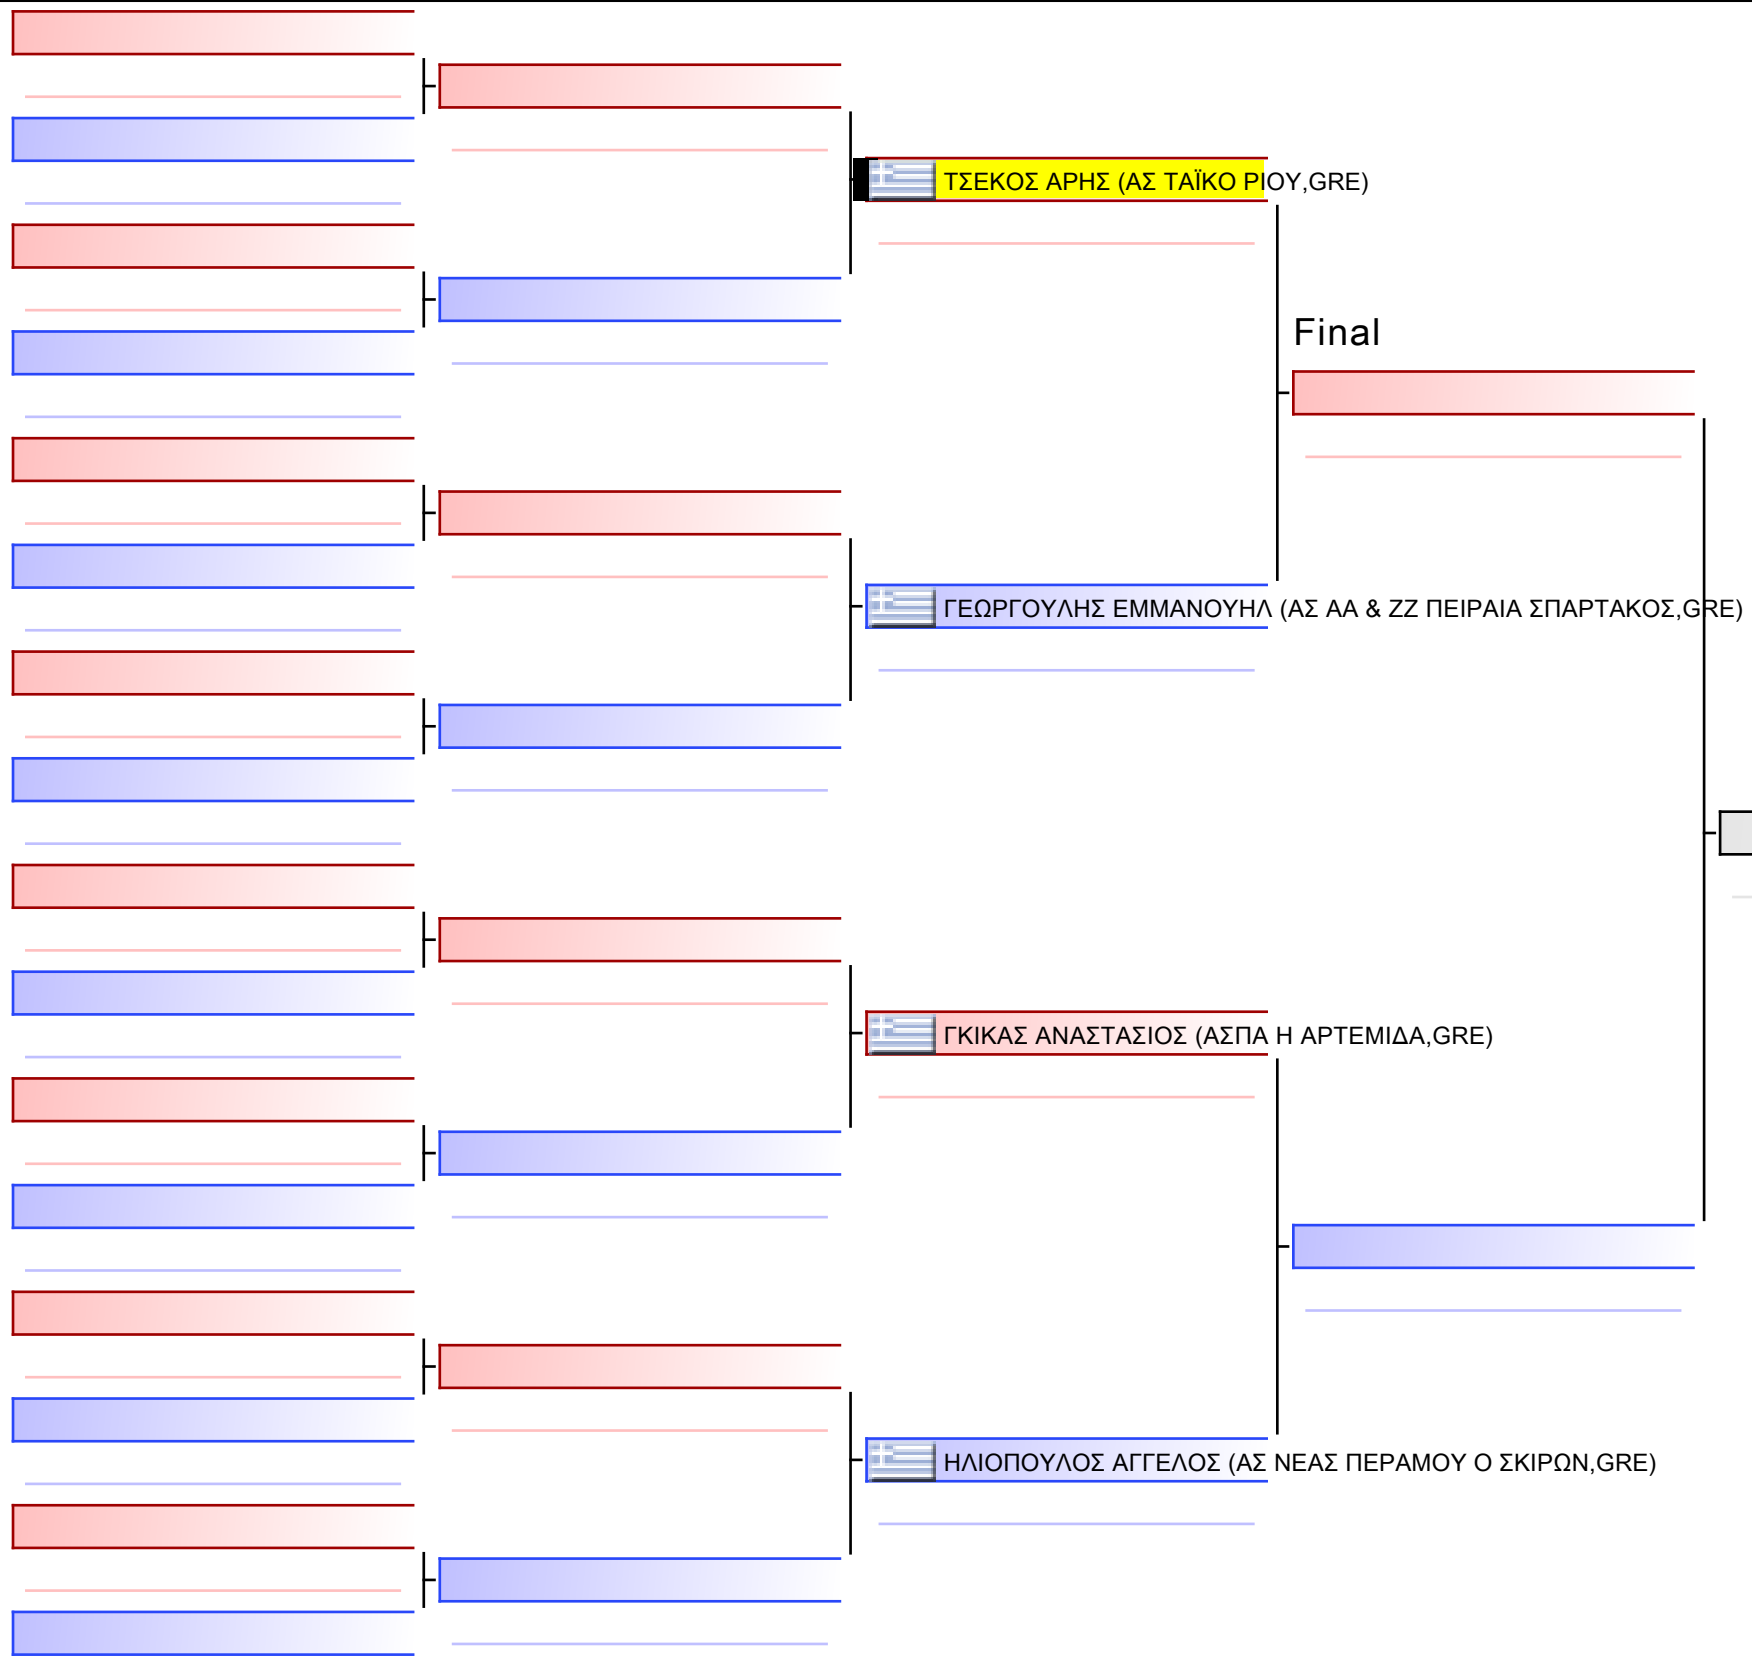 ΤΣΕΚΟΣ ΑΡΗΣ (ΑΣ ΤΑΪΚΟ ΡΙΟΥ,GRE)
Final
ΓΕΩΡΓΟΥΛΗΣ ΕΜΜΑΝΟΥΗΛ (ΑΣ ΑΑ & ΖΖ ΠΕΙΡΑΙΑ ΣΠΑΡΤΑΚΟΣ,GRE)
ΓΚΙΚΑΣ ΑΝΑΣΤΑΣΙΟΣ (ΑΣΠΑ Η ΑΡΤΕΜΙΔΑ,GRE)
ΗΛΙΟΠΟΥΛΟΣ ΑΓΓΕΛΟΣ (ΑΣ ΝΕΑΣ ΠΕΡΑΜΟΥ Ο ΣΚΙΡΩΝ,GRE)